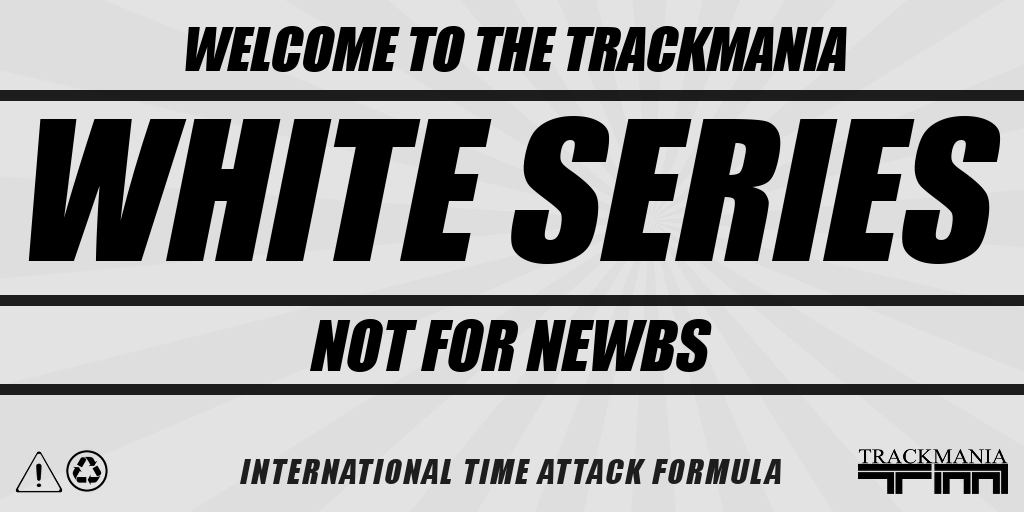 WELCOME TO THE TRACKMANIA
WHITE SERIES
NOT FOR NEWBS
INTERNATIONAL TIME ATTACK FORMULA
TRACKMANIA
TM